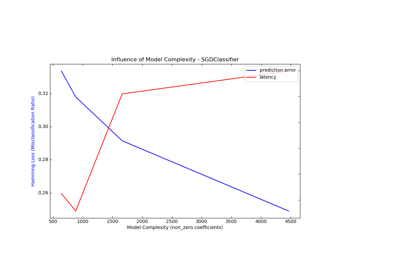 Influence of Model Complexity - SGDClassifier
prediction error
latency
0.32
0.30
0.28
0.26
Hamming Loss (Misclassification Ratio)
500 1000 1500 2000 2500 3000 3500 4000 4500
Model Complexity (non_zero coefficients)